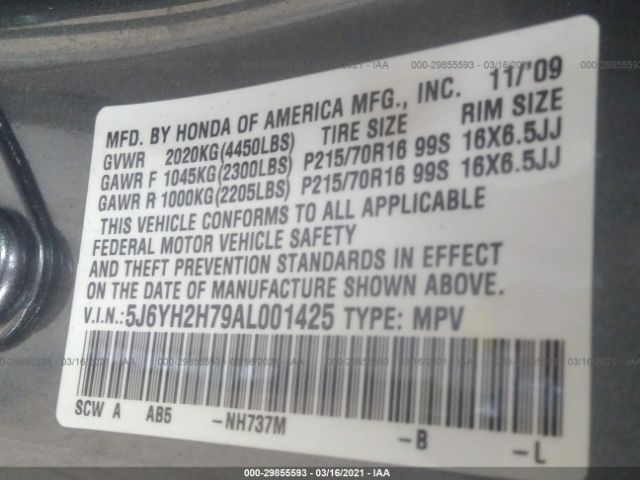 000-29855593 - 03/16/2021 - IAA
MFD. BY HONDA OF AMERICA MFG., INC. 11/'09
GVWR 2020KG(4450LBS) TIRE SIZE RIM SIZE
GAWR F 1045KG(2300LBS) P215/70R16 99S 16X6.5JJ
GAWR R 1000KG(2205LBS) P215/70R16 99S 16X6.5JJ
THIS VEHICLE CONFORMS TO ALL APPLICABLE
FEDERAL MOTOR VEHICLE SAFETY
AND THEFT PREVENTION STANDARDS IN EFFECT
ON THE DATE OF MANUFACTURE SHOWN ABOVE.
V.I.N.: 5J6YH2H79AL001425 TYPE: MPV
SCW A AB5 -NH737M -B -L
000-29855593 - 03/16/2021 - IAA